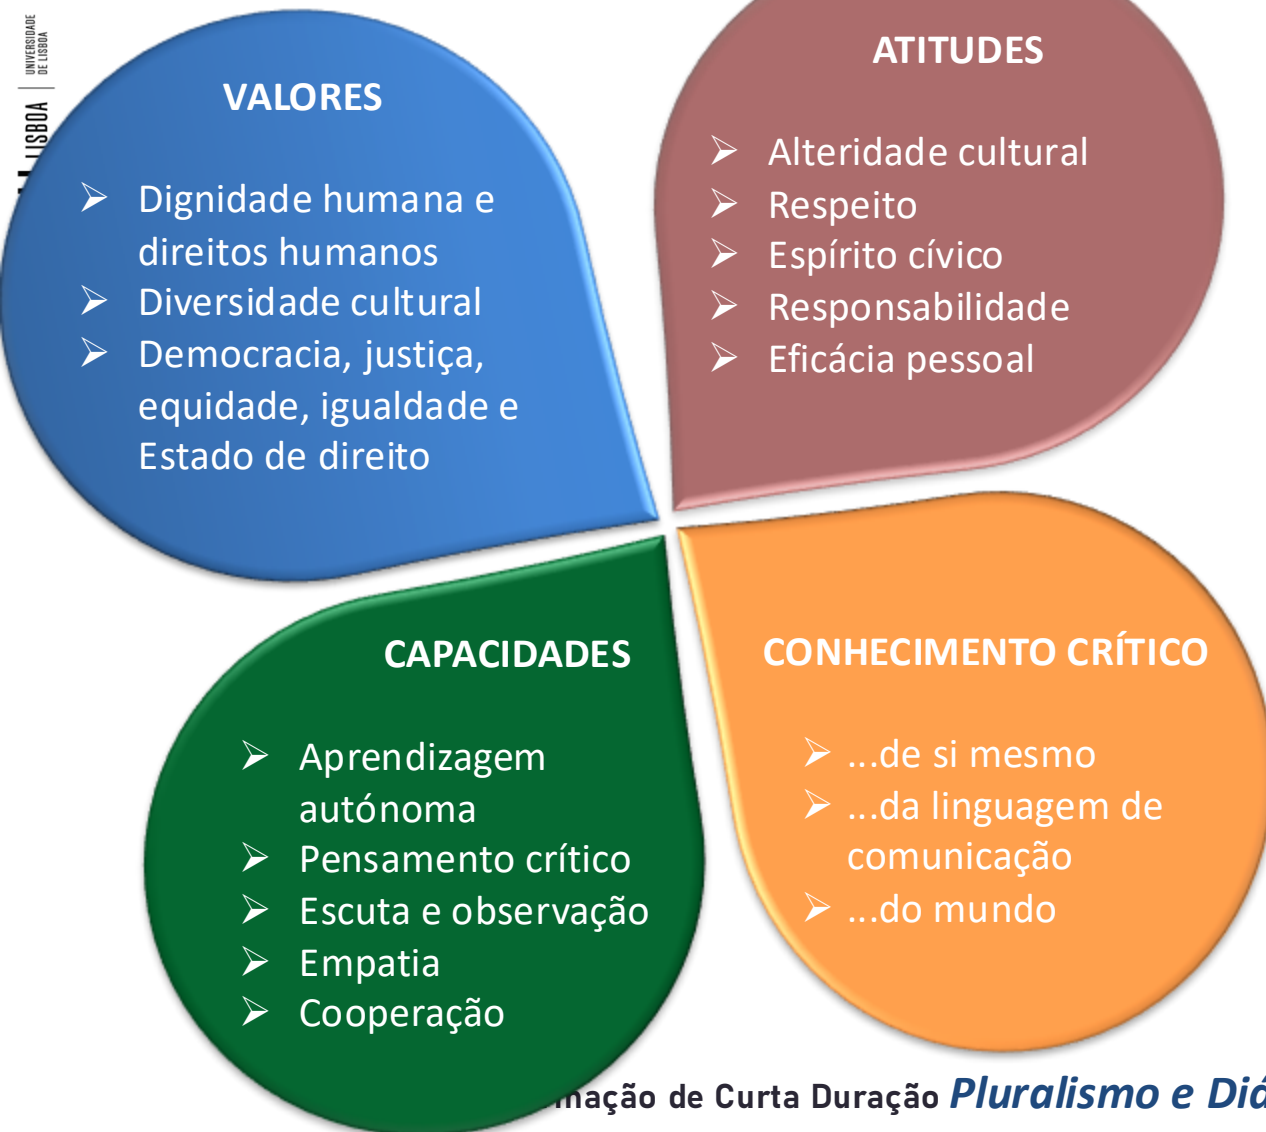 UNIVERSIDADE
DE LISBOA
LISBOA
VALORES
➢ Dignidade humana e
direitos humanos
➢ Diversidade cultural
➢ Democracia, justiça,
equidade, igualdade e
Estado de direito
ATITUDES
➢ Alteridade cultural
➢ Respeito
➢ Espírito cívico
➢ Responsabilidade
➢ Eficácia pessoal
CAPACIDADES
➢ Aprendizagem
autónoma
➢ Pensamento crítico
➢ Escuta e observação
➢ Empatia
➢ Cooperação
CONHECIMENTO CRÍTICO
➢ ...de si mesmo
➢ ...da linguagem de
comunicação
➢ ...do mundo
mação de Curta Duração Pluralismo e Diá